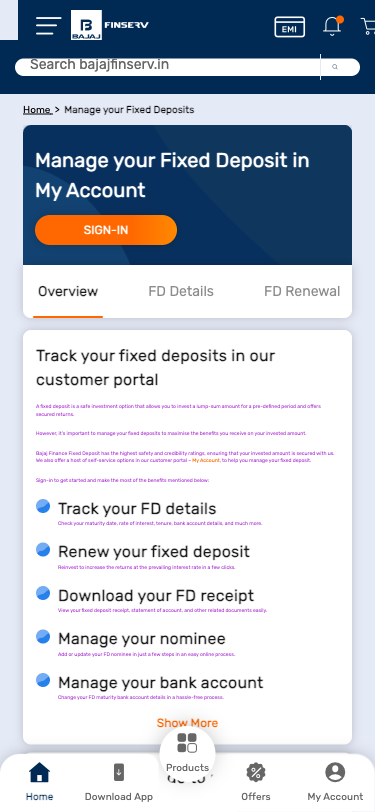 BAJAJ FINSERV
EMI
Search bajajfinserv.in
Home > Manage your Fixed Deposits
Manage your Fixed Deposit in
My Account
SIGN-IN
Overview FD Details FD Renewal
Track your fixed deposits in our
customer portal
A fixed deposit is a safe investment option that allows you to invest a lump-sum amount for a pre-defined period and offers
secured returns.
However, it's important to manage your fixed deposits to maximise the benefits you receive on your invested amount.
Bajaj Finance Fixed Deposit has the highest safety and credibility ratings, ensuring that your invested amount is secured with us.
We also offer a host of self-service options in our customer portal – My Account, to help you manage your fixed deposit.
Sign-in to get started and make the most of the benefits mentioned below:
Track your FD details
Check your maturity date, rate of interest, tenure, bank account details, and much more.
Renew your fixed deposit
Reinvest to increase the returns at the prevailing interest rate in a few clicks.
Download your FD receipt
View your fixed deposit receipt, statement of account, and other related documents easily.
Manage your nominee
Add or update your FD nominee in just a few steps in an easy online process.
Manage your bank account
Change your FD maturity bank account details in a hassle-free process.
Show More
Home Download App Products Offers My Account